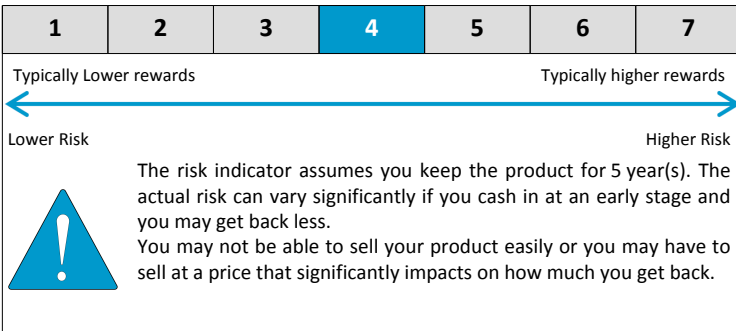 1 2 3 4 5 6 7
Typically Lower rewards Typically higher rewards
Lower Risk Higher Risk
The risk indicator assumes you keep the product for 5 year(s). The
actual risk can vary significantly if you cash in at an early stage and
you may get back less.
You may not be able to sell your product easily or you may have to
sell at a price that significantly impacts on how much you get back.